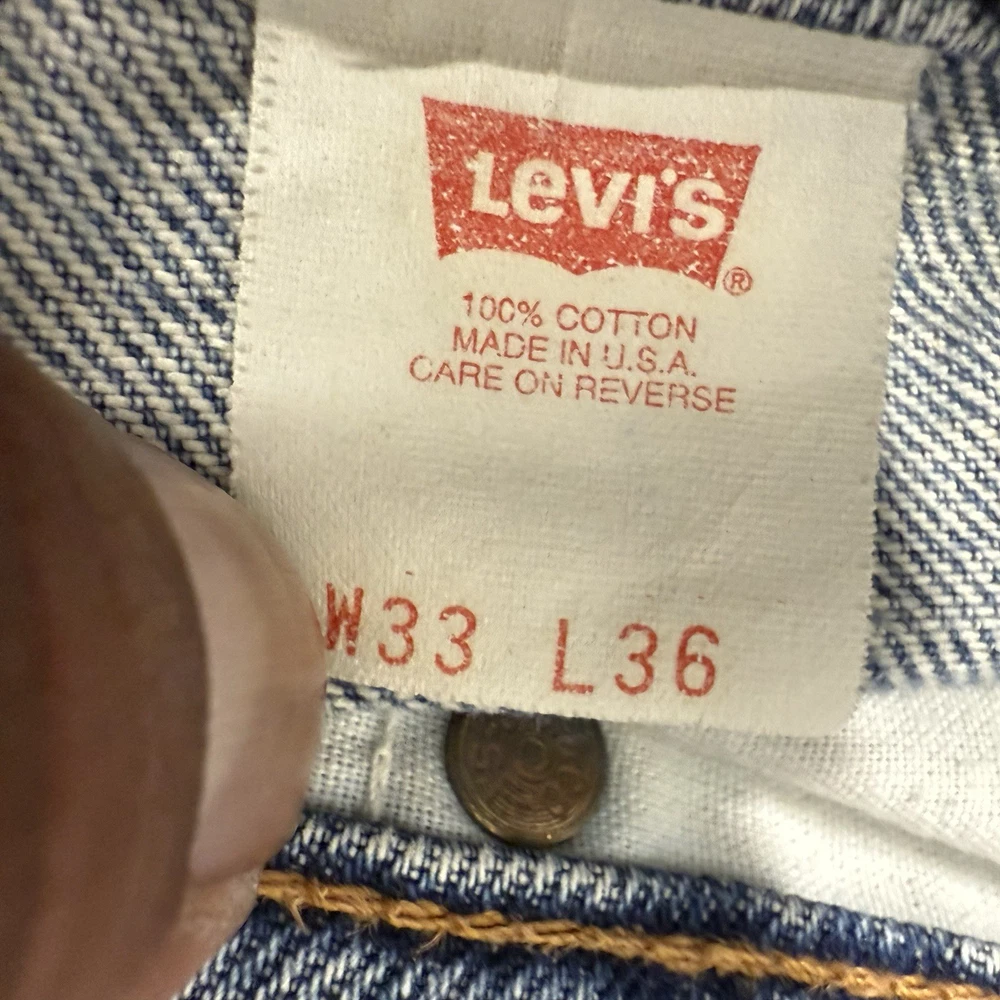 Levi's
®
100% COTTON
MADE IN U.S.A.
CARE ON REVERSE
W33 L36